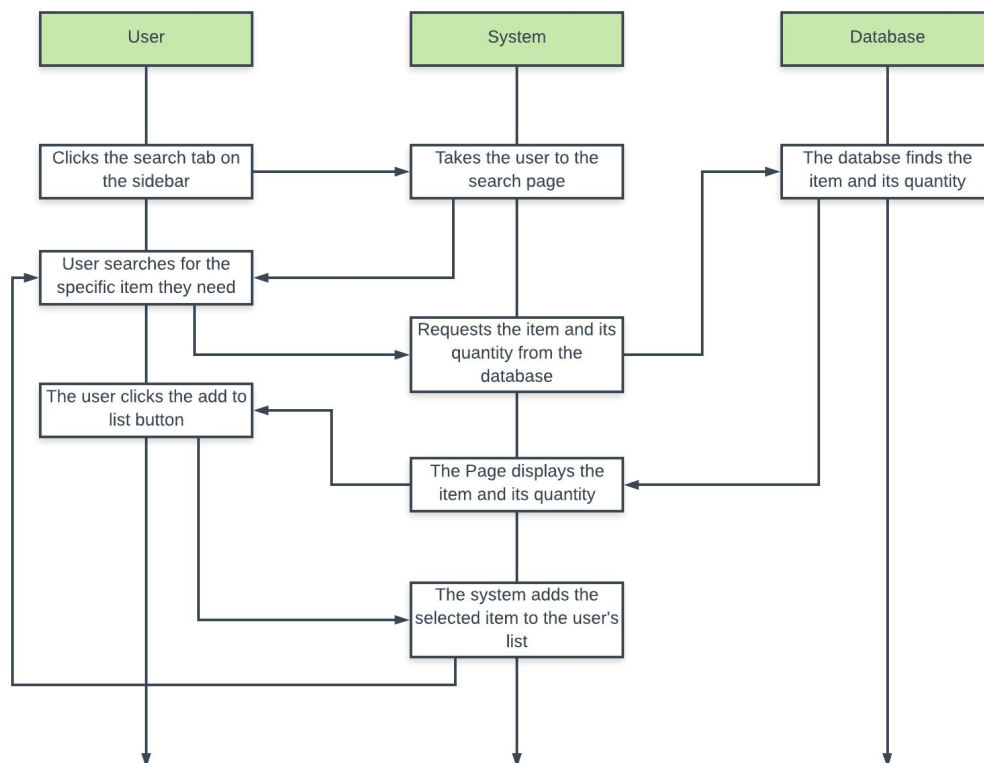 User
System
Database
Clicks the search tab on
the sidebar
Takes the user to the
search page
The databse finds the
item and its quantity
User searches for the
specific item they need
Requests the item and its
quantity from the
database
The user clicks the add to
list button
The Page displays the
item and its quantity
The system adds the
selected item to the user's
list